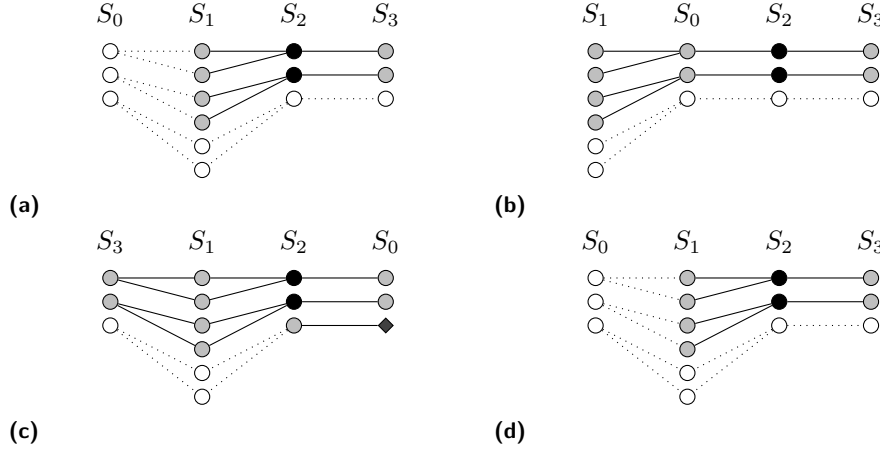 S₀ S₁ S₂ S₃
S₁ S₀ S₂ S₃
(a)
(b)
S₃ S₁ S₂ S₀
S₀ S₁ S₂ S₃
(c)
(d)